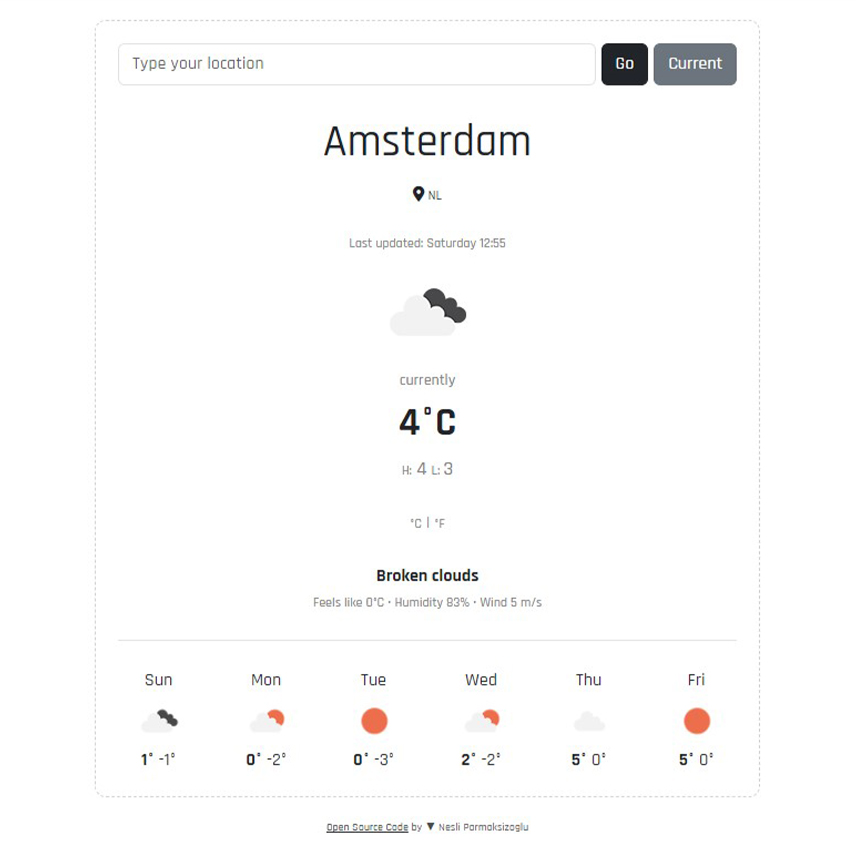 Type your location Go Current
Amsterdam
NL
Last updated: Saturday 12:55
currently
4°C
H: 4 L: 3
°C | °F
Broken clouds
Feels like 0°C • Humidity 83% • Wind 5 m/s
Sun Mon Tue Wed Thu Fri
1° -1° 0° -2° 0° -3° 2° -2° 5° 0° 5° 0°
Open Source Code by ▼ Nesli Parmaksizoglu